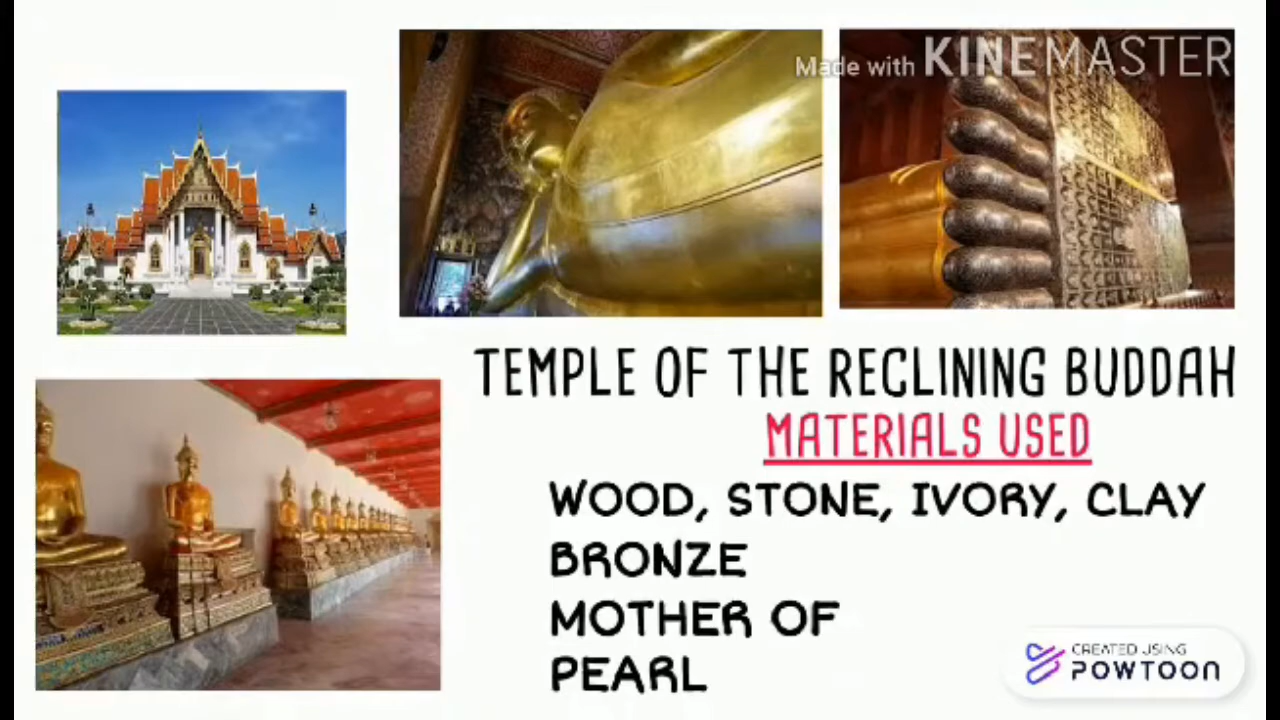 Made with KINEMASTER
TEMPLE OF THE RECLINING BUDDAH
MATERIALS USED
WOOD, STONE, IVORY, CLAY
BRONZE
MOTHER OF
PEARL
CREATED USING
POWTOON